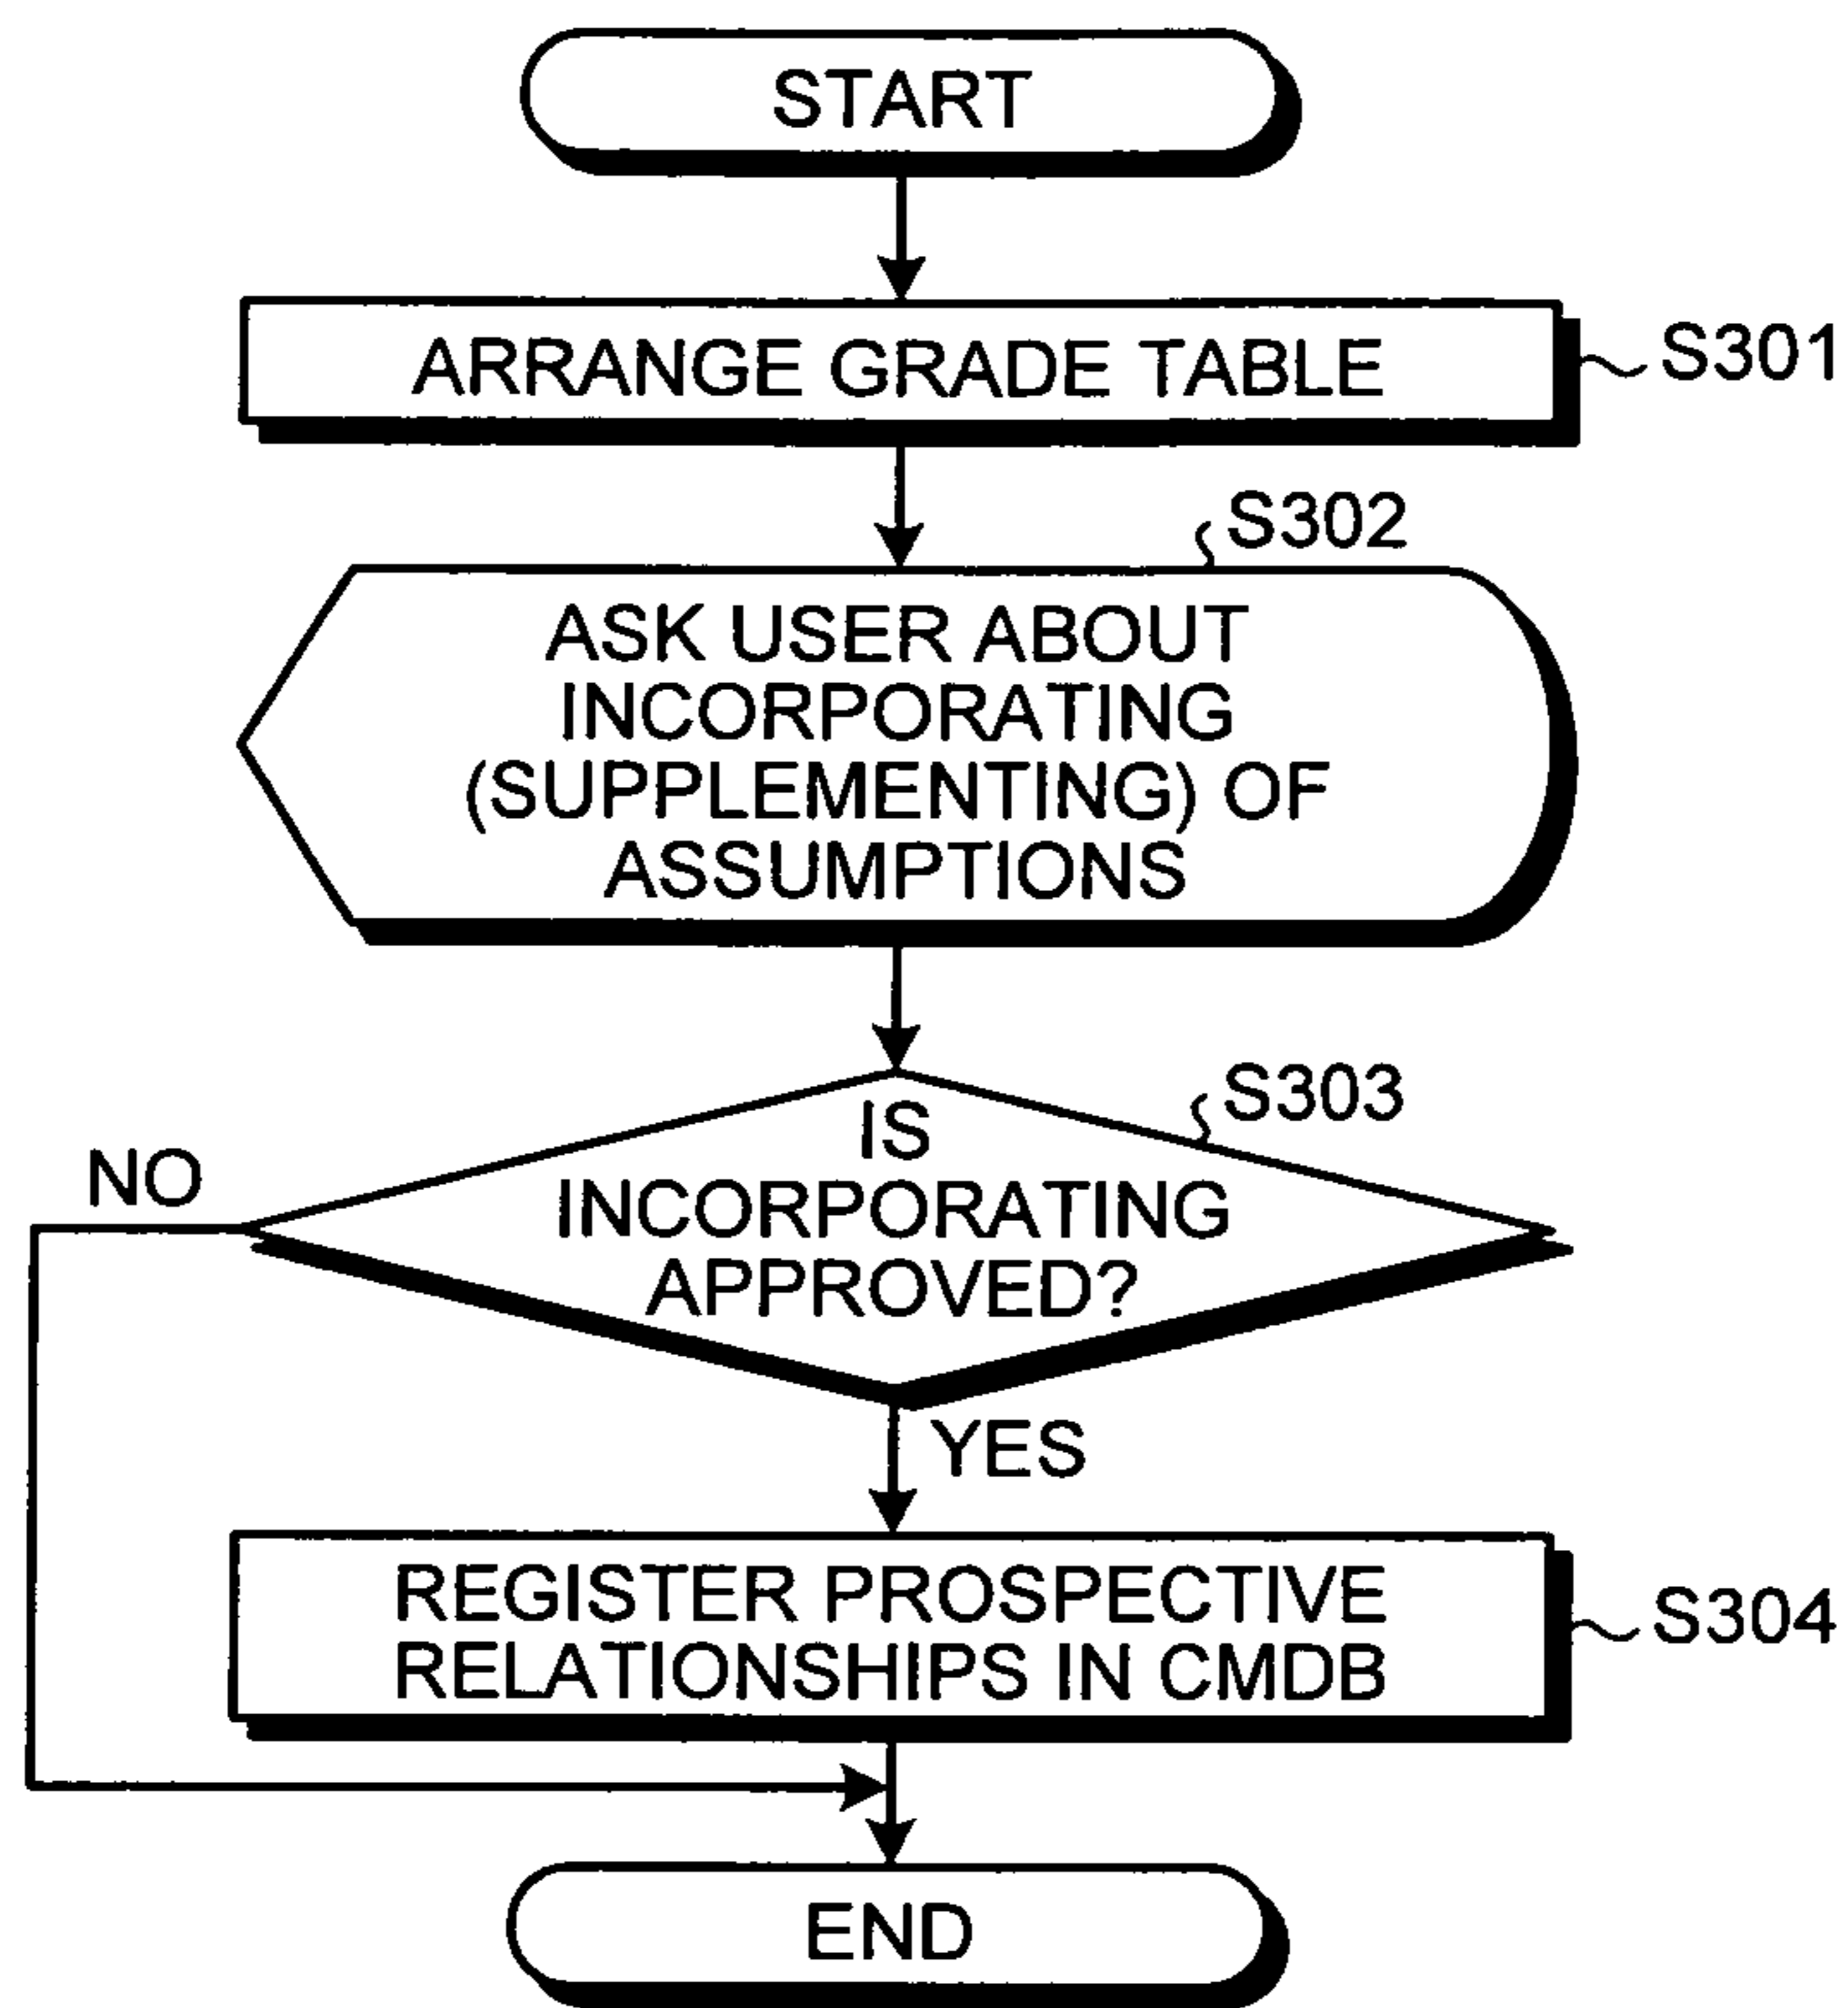 START
ARRANGE GRADE TABLE
S301
S302
ASK USER ABOUT
INCORPORATING
(SUPPLEMENTING) OF
ASSUMPTIONS
S303
IS
INCORPORATING
APPROVED?
NO
YES
REGISTER PROSPECTIVE
RELATIONSHIPS IN CMDB
S304
END